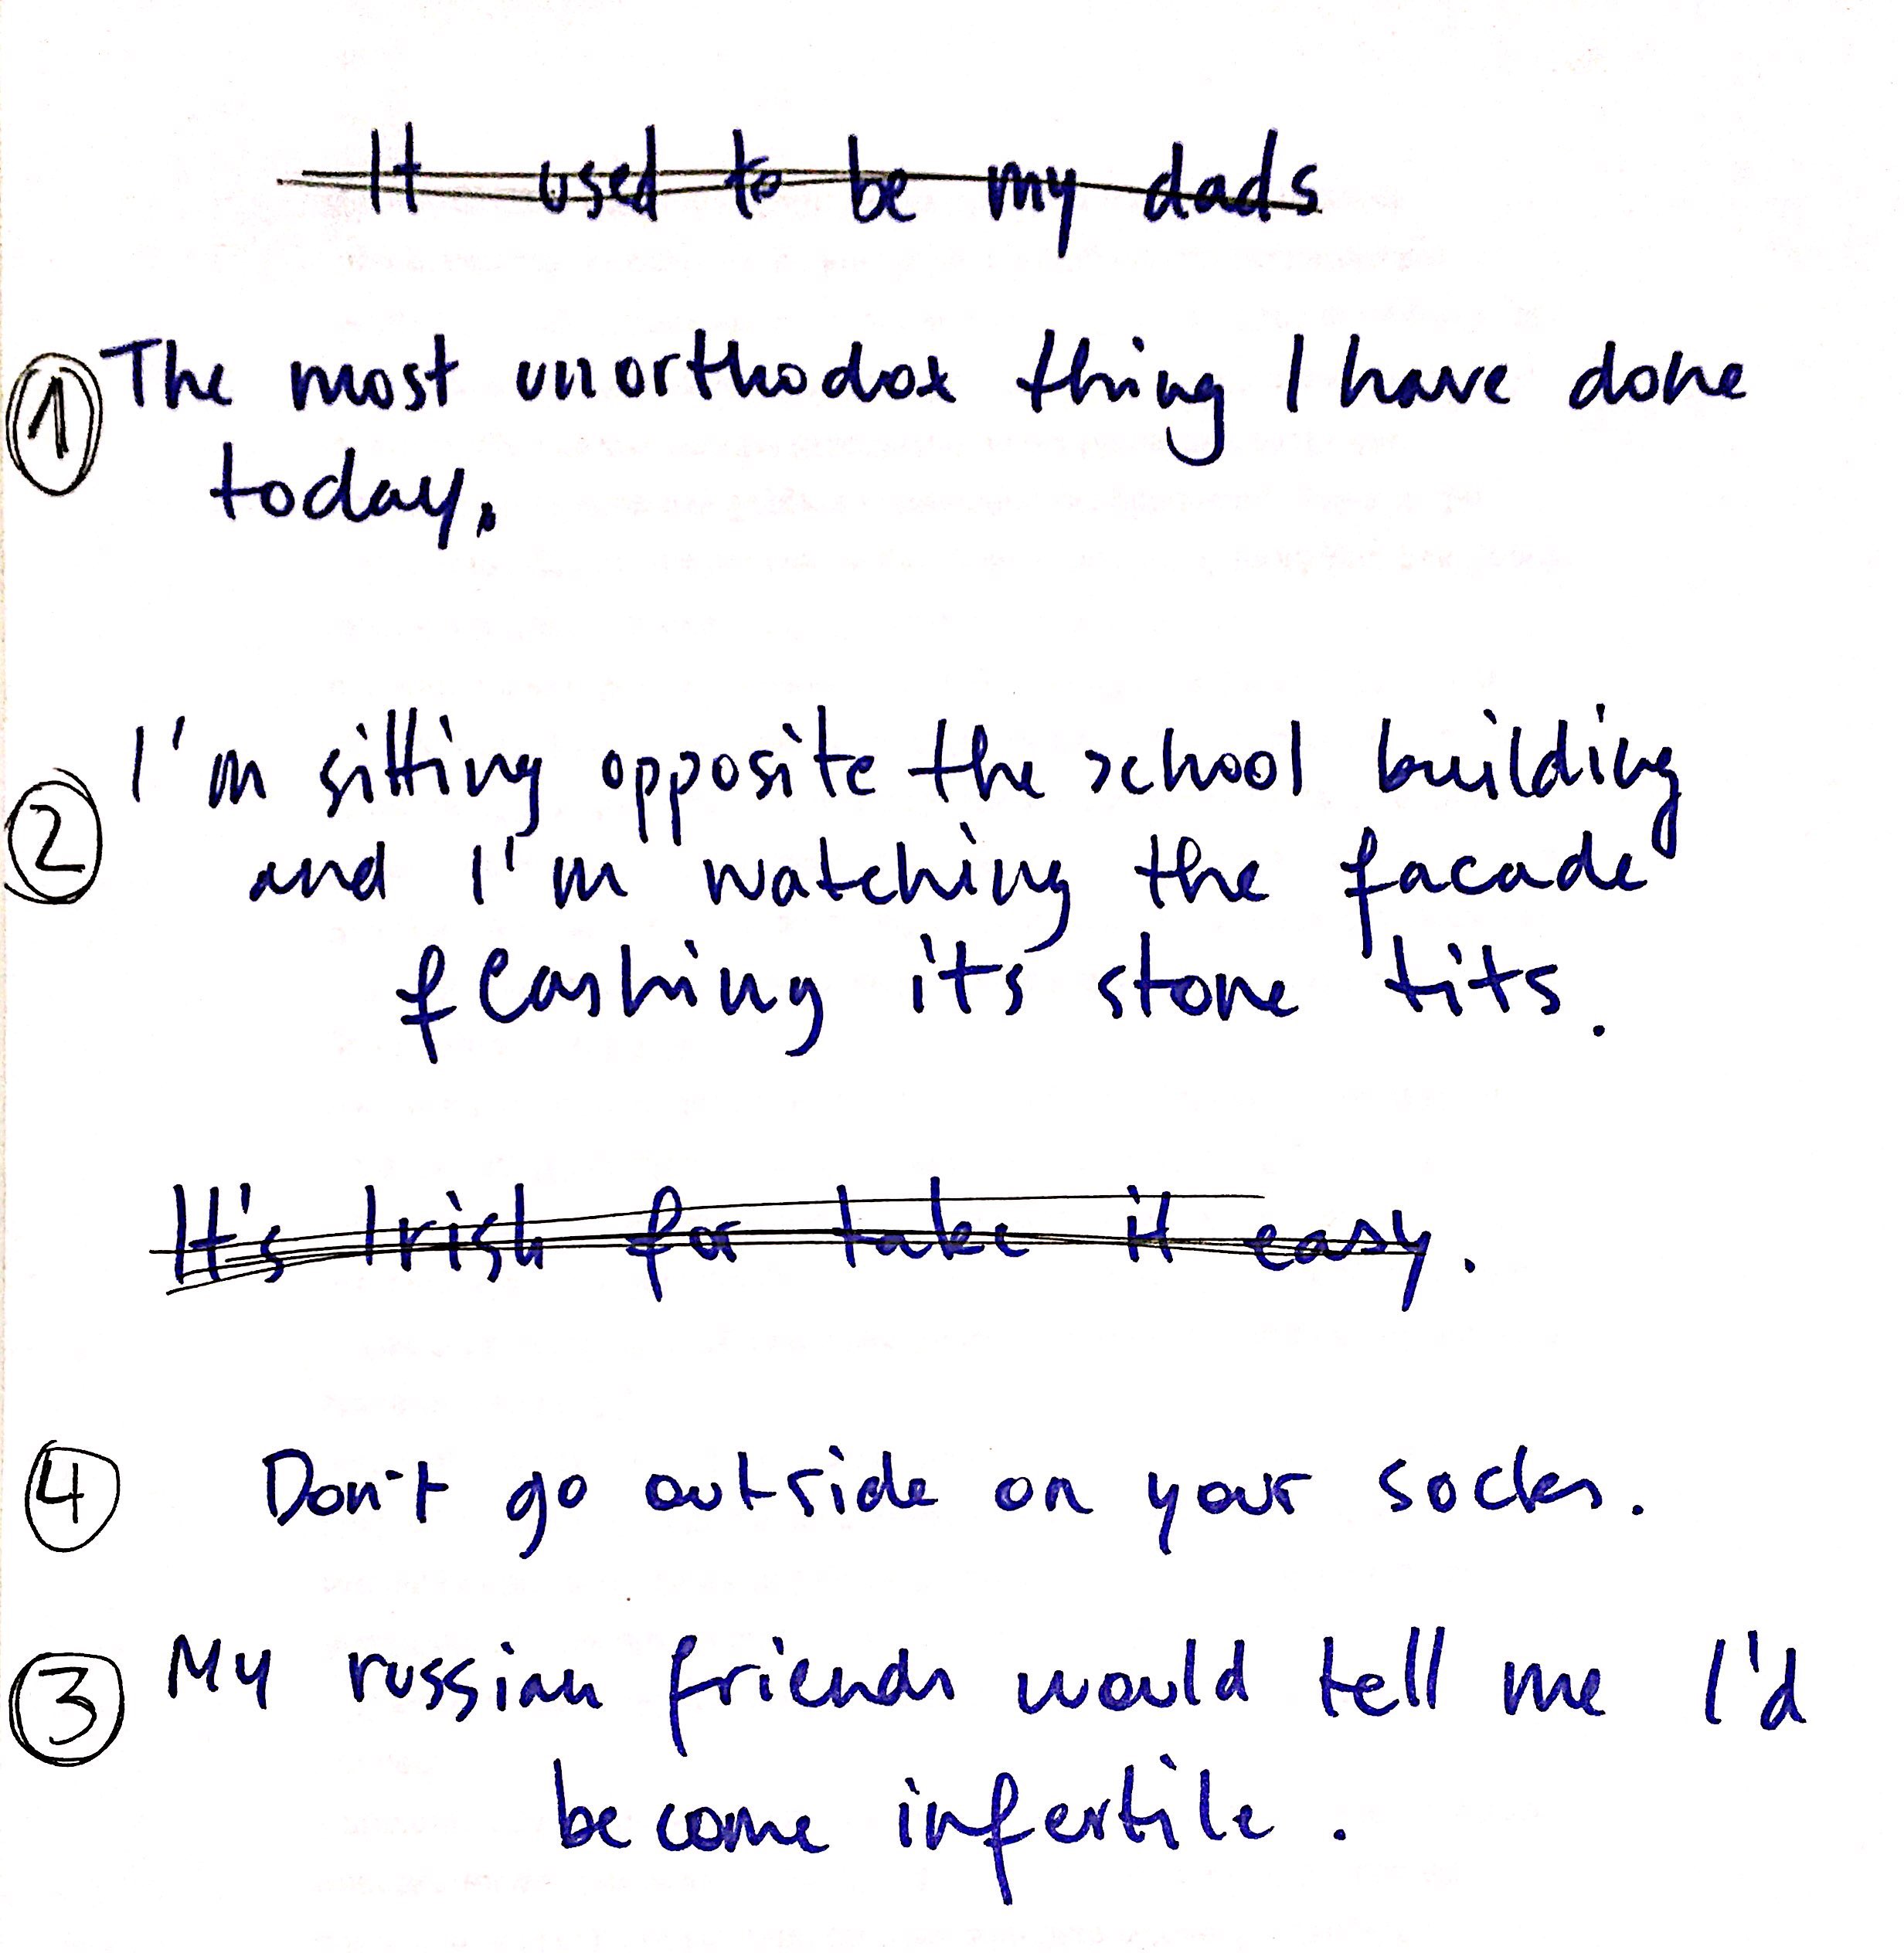 It used to be my dads
1 The most unorthodox thing I have done
today.
2 I'm sitting opposite the school building
and I'm watching the facade
flashing its stone tits.
It's Irish for take it easy.
4 Don't go outside on your socks.
3 My russian friends would tell me I'd
become infertile.